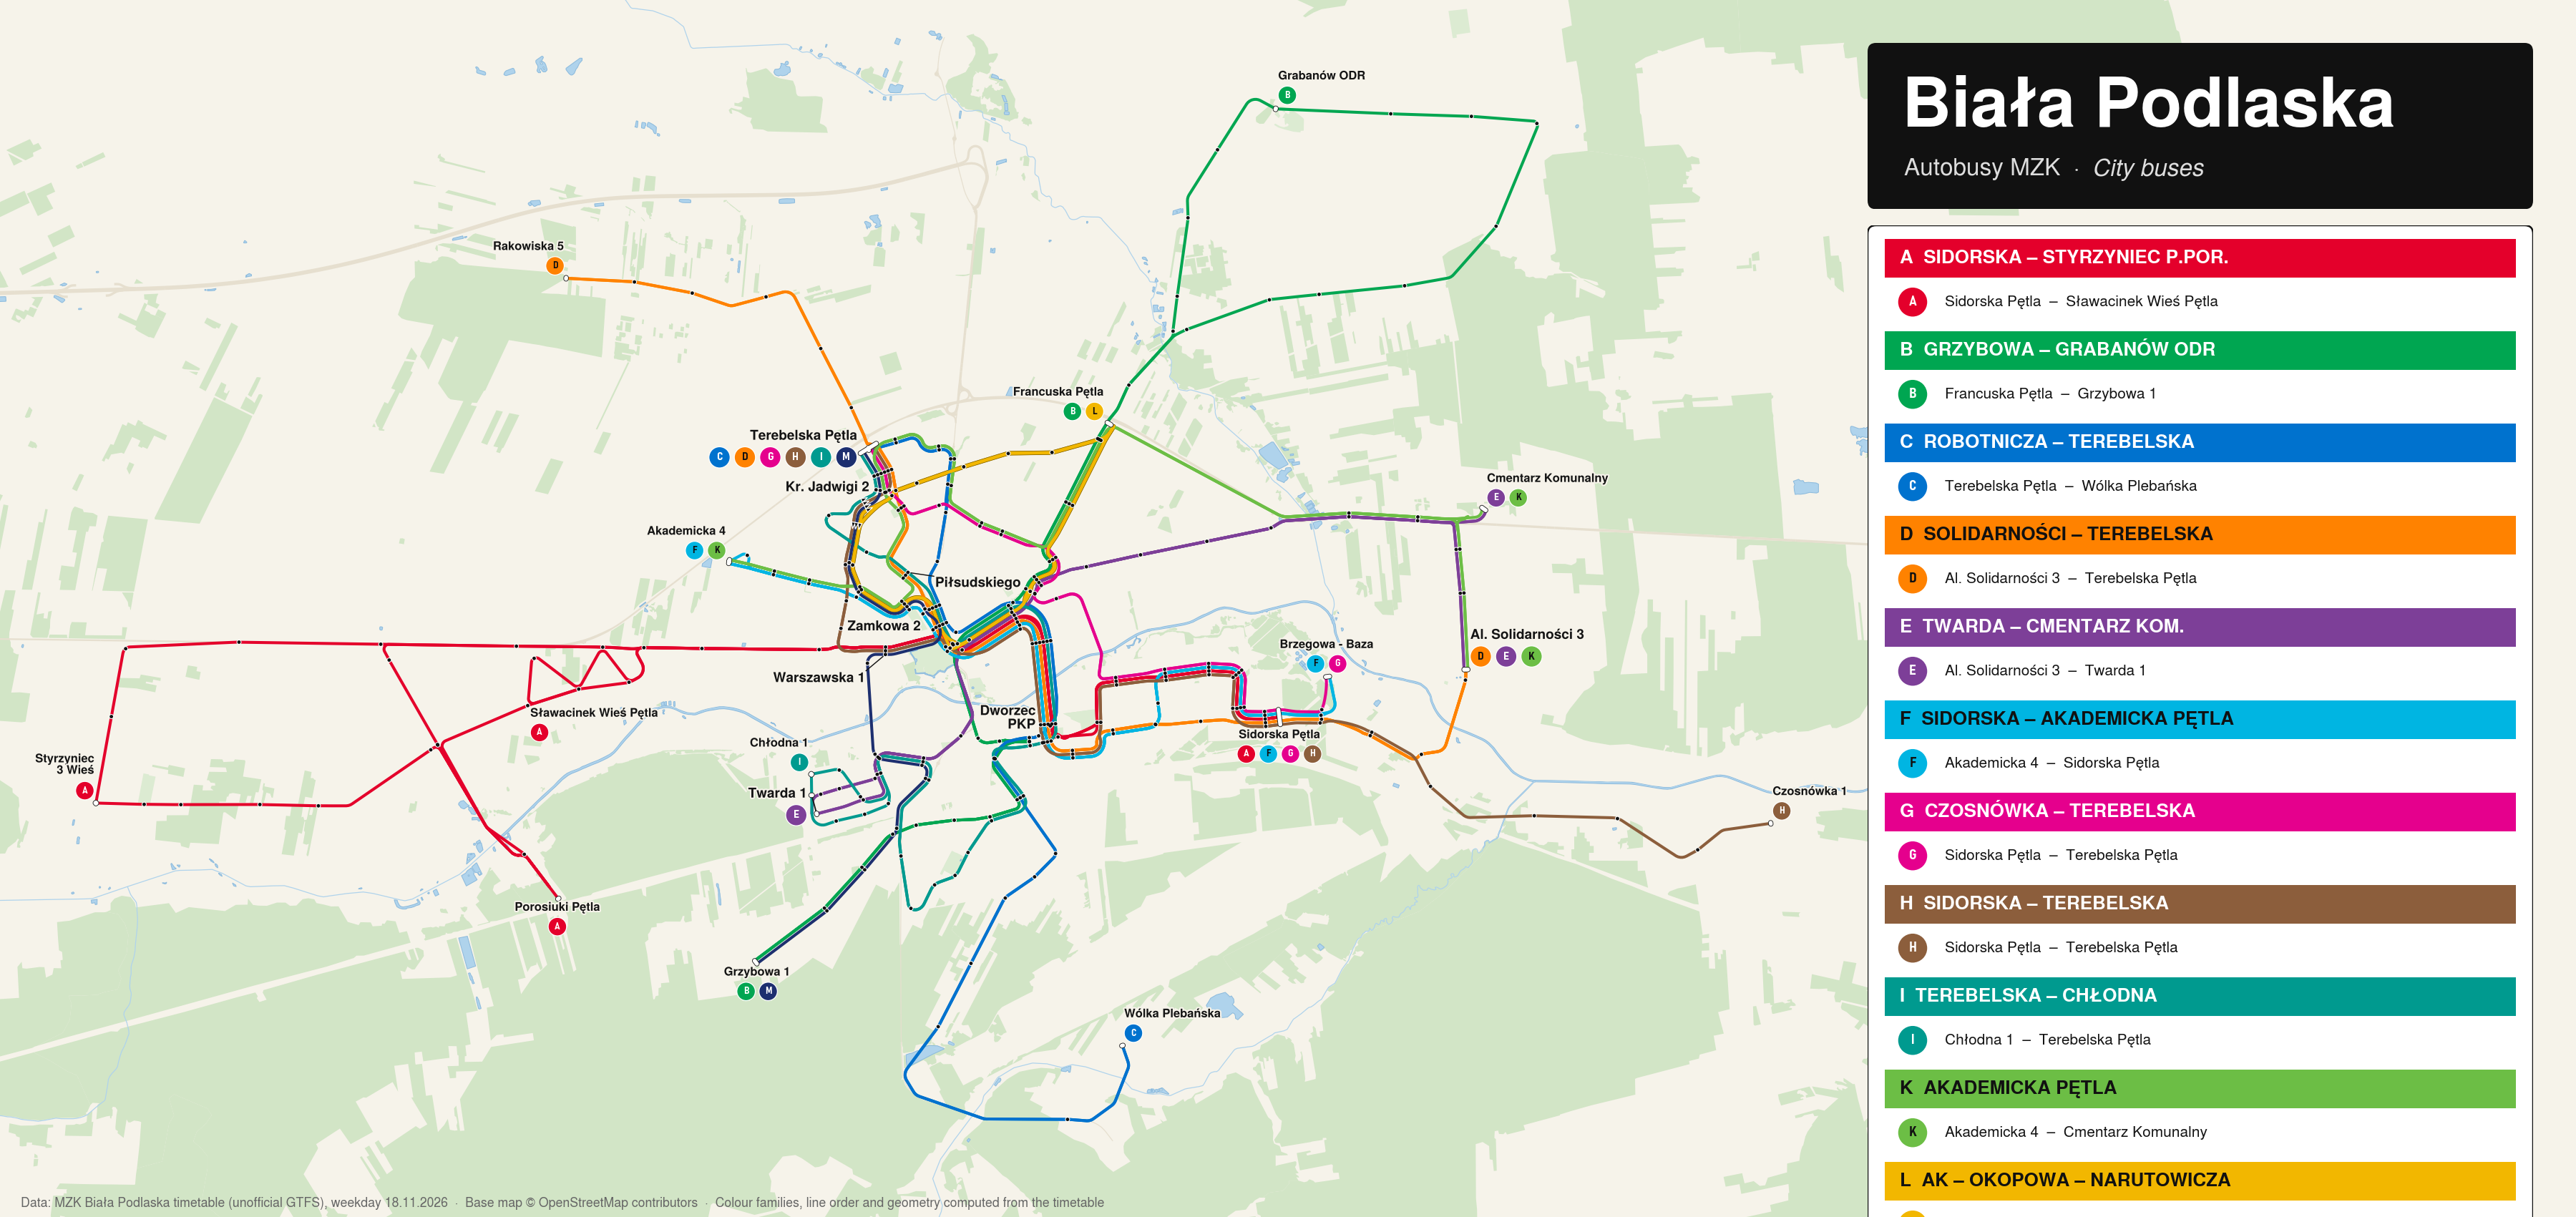 Biała Podlaska
Autobusy MZK · City buses
A SIDORSKA – STYRZYNIEC P.POR.
A Sidorska Pętla – Sławacinek Wieś Pętla
B GRZYBOWA – GRABANÓW ODR
B Francuska Pętla – Grzybowa 1
C ROBOTNICZA – TEREBELSKA
C Terebelska Pętla – Wólka Plebańska
D SOLIDARNOŚCI – TEREBELSKA
D Al. Solidarności 3 – Terebelska Pętla
E TWARDA – CMENTARZ KOM.
E Al. Solidarności 3 – Twarda 1
F SIDORSKA – AKADEMICKA PĘTLA
F Akademicka 4 – Sidorska Pętla
G CZOSNÓWKA – TEREBELSKA
G Sidorska Pętla – Terebelska Pętla
H SIDORSKA – TEREBELSKA
H Sidorska Pętla – Terebelska Pętla
I TEREBELSKA – CHŁODNA
I Chłodna 1 – Terebelska Pętla
K AKADEMICKA PĘTLA
K Akademicka 4 – Cmentarz Komunalny
L AK – OKOPOWA – NARUTOWICZA
Grabanów ODR
B
Rakowiska 5
D
Francuska Pętla
B L
Terebelska Pętla
C D G H I M
Kr. Jadwigi 2
Cmentarz Komunalny
E K
Akademicka 4
F K
Piłsudskiego
Zamkowa 2
Al. Solidarności 3
D E K
Brzegowa - Baza
F G
Warszawska 1
Sławacinek Wieś Pętla
A
Dworzec
PKP
Sidorska Pętla
A F G H
Chłodna 1
I
Styrzyniec
3 Wieś
A
Twarda 1
E
Czosnówka 1
H
Porosiuki Pętla
A
Grzybowa 1
B M
Wólka Plebańska
C
Data: MZK Biała Podlaska timetable (unofficial GTFS), weekday 18.11.2026 · Base map © OpenStreetMap contributors · Colour families, line order and geometry computed from the timetable